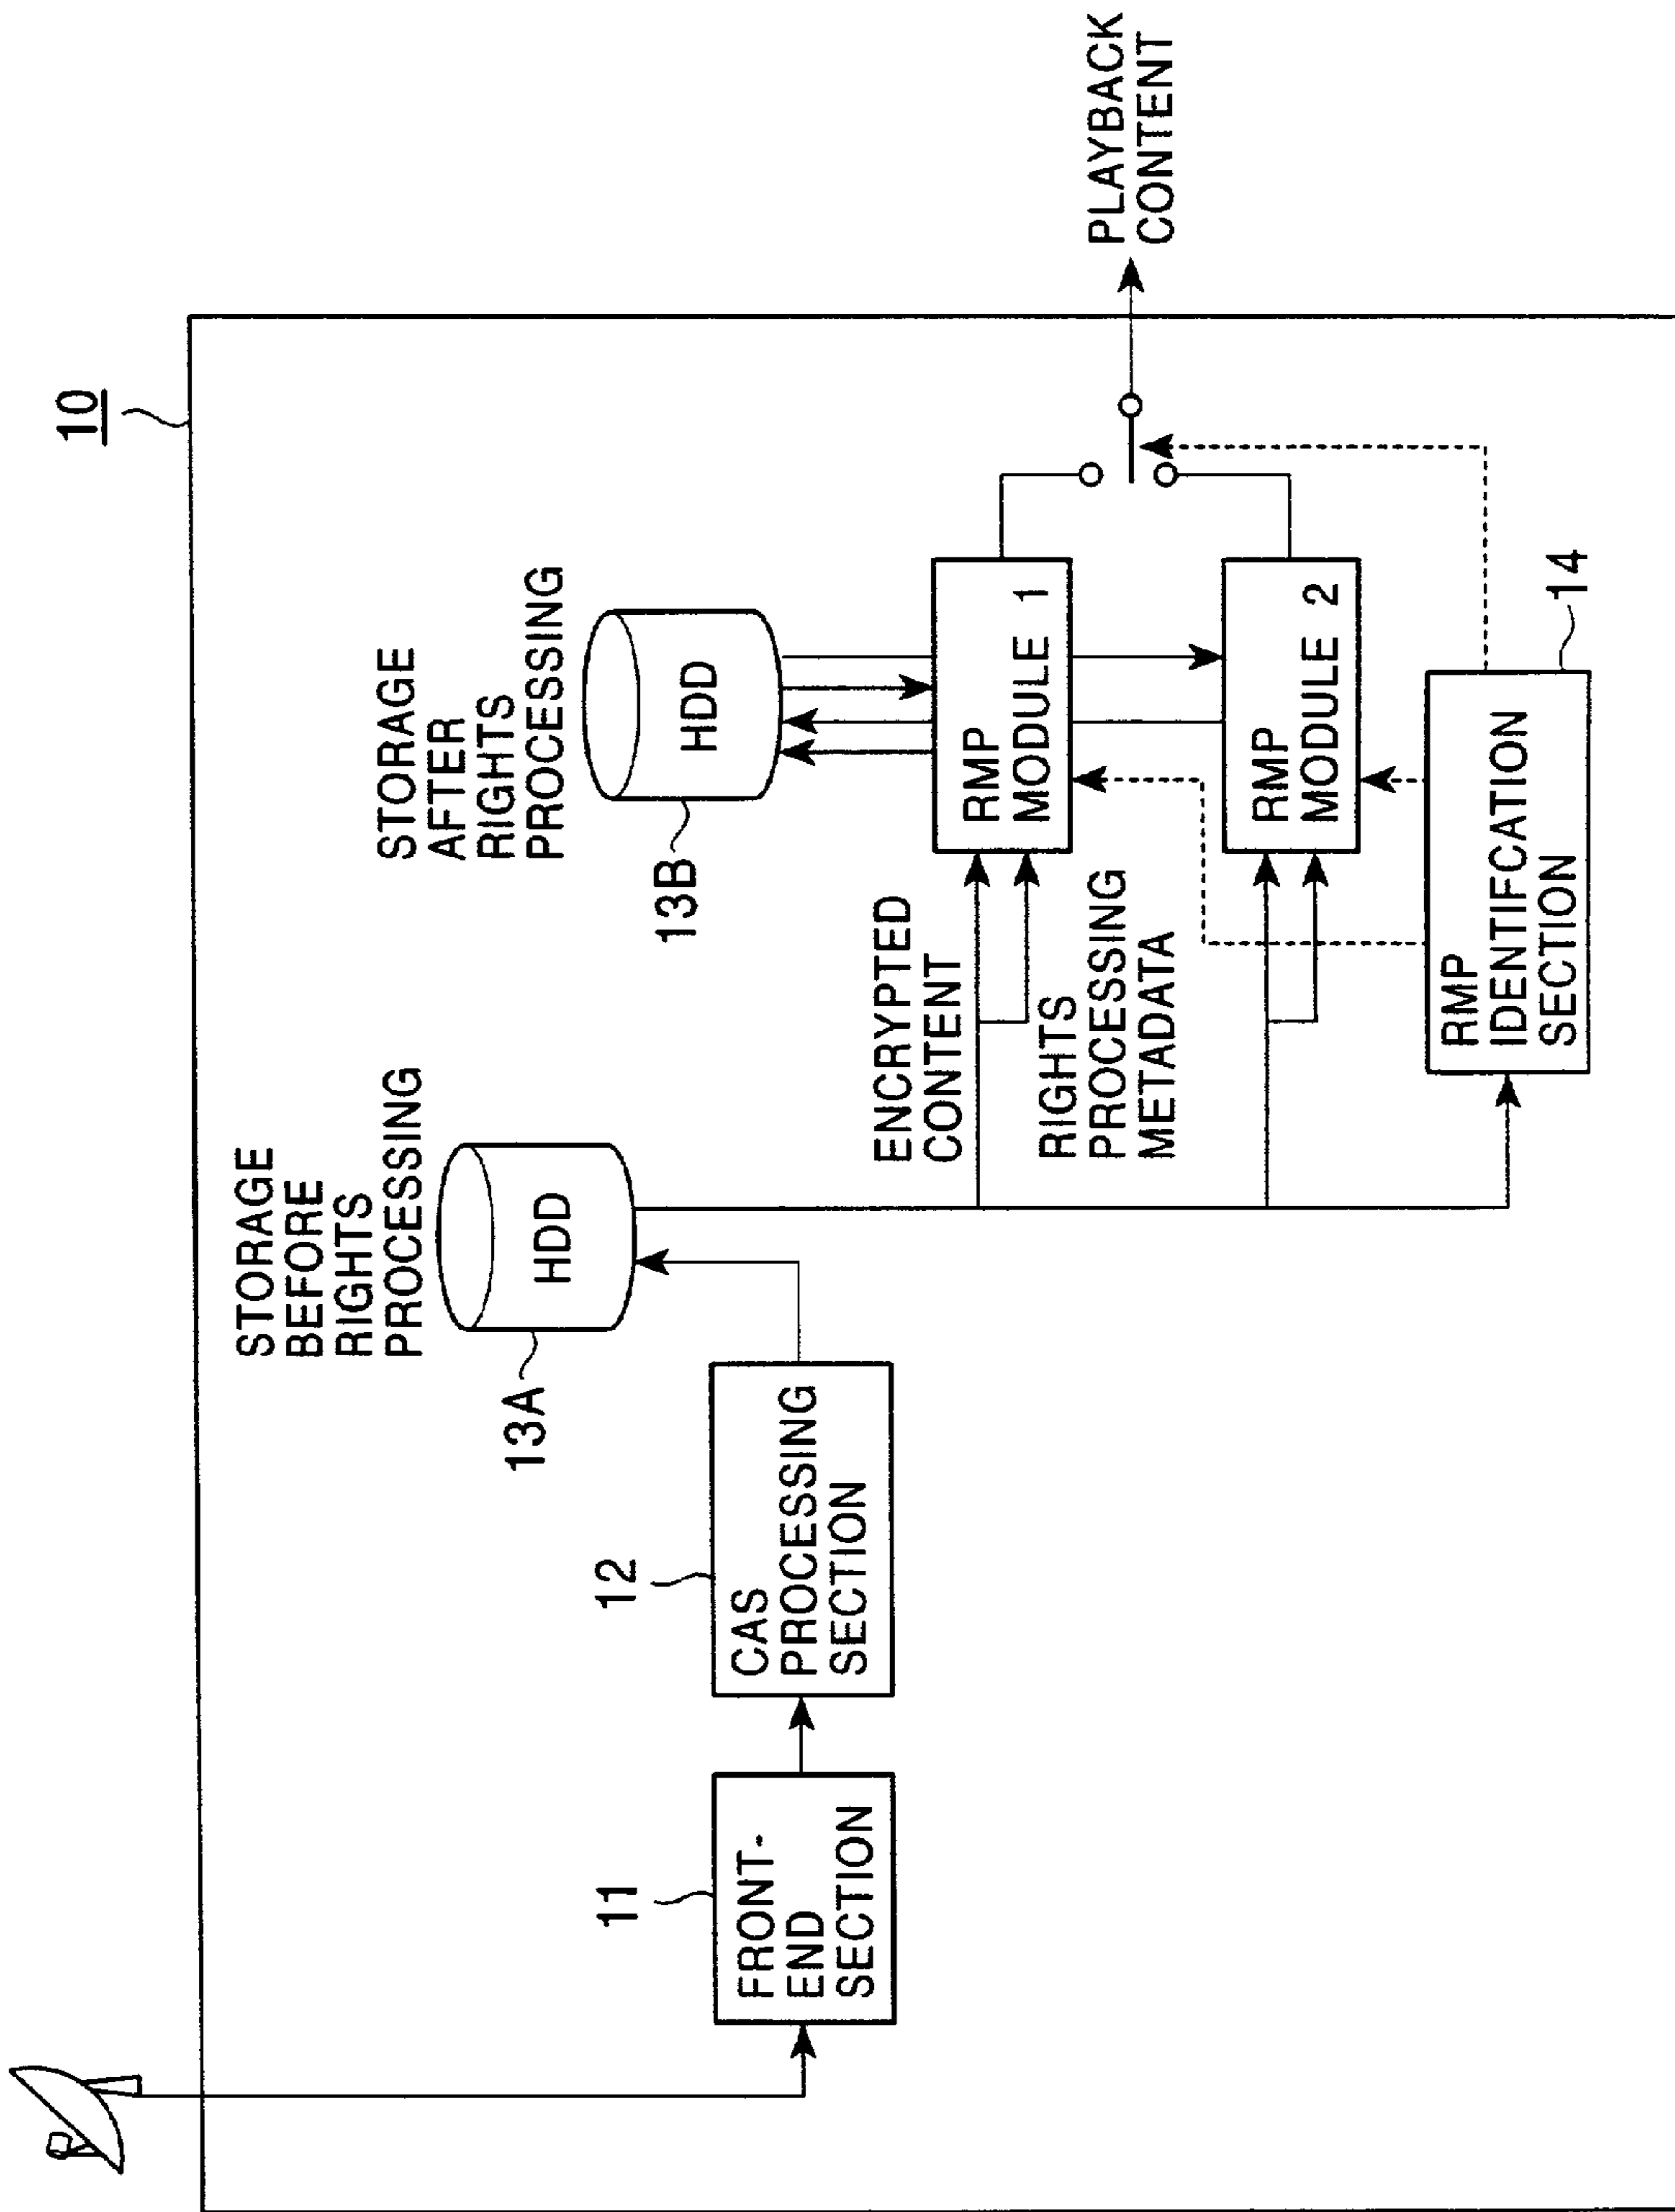 10
STORAGE
BEFORE
RIGHTS
PROCESSING
HDD
13A
STORAGE
AFTER
RIGHTS
PROCESSING
HDD
13B
11
FRONT-
END
SECTION
12
CAS
PROCESSING
SECTION
ENCRYPTED
CONTENT
RIGHTS
PROCESSING
METADATA
RMP
MODULE 1
RMP
MODULE 2
RMP
IDENTIFCATION
SECTION
14
PLAYBACK
CONTENT